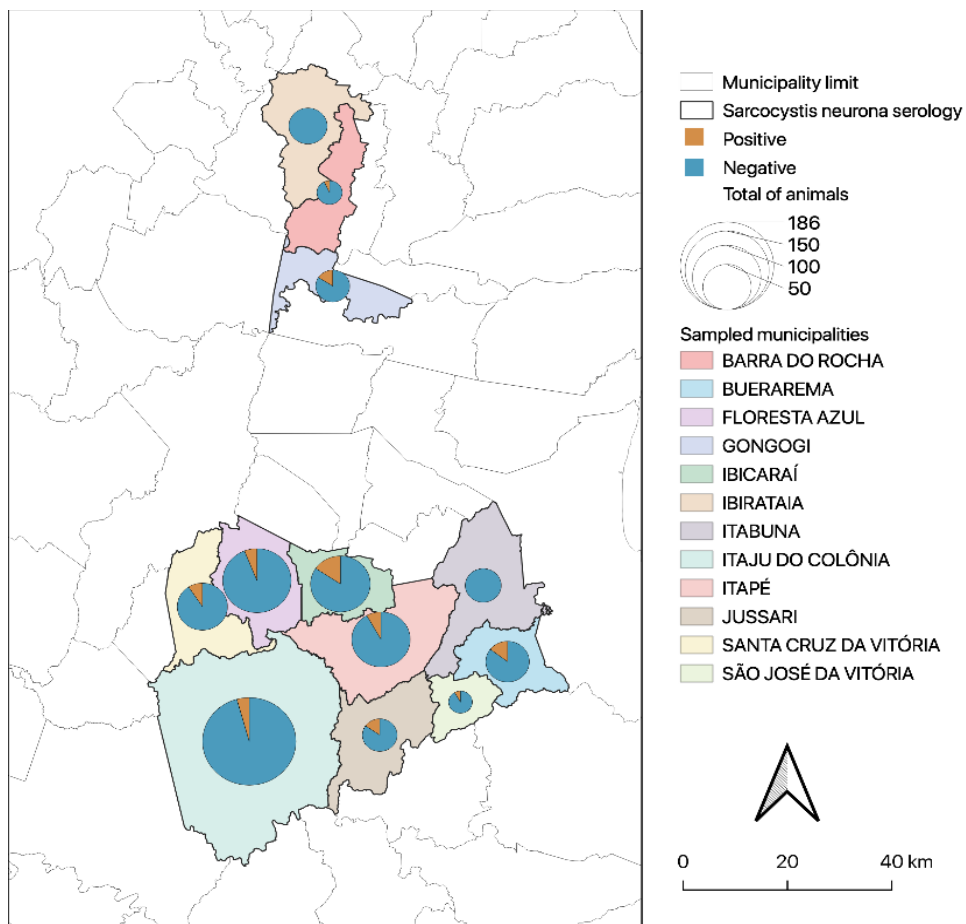 Municipality limit
Sarcocystis neurona serology
Positive
Negative
Total of animals
186
150
100
50
Sampled municipalities
BARRA DO ROCHA
BUERAREMA
FLORESTA AZUL
GONGOGI
IBICARAÍ
IBIRATAIA
ITABUNA
ITAJU DO COLÔNIA
ITAPÉ
JUSSARI
SANTA CRUZ DA VITÓRIA
SÃO JOSÉ DA VITÓRIA
0 20 40 km